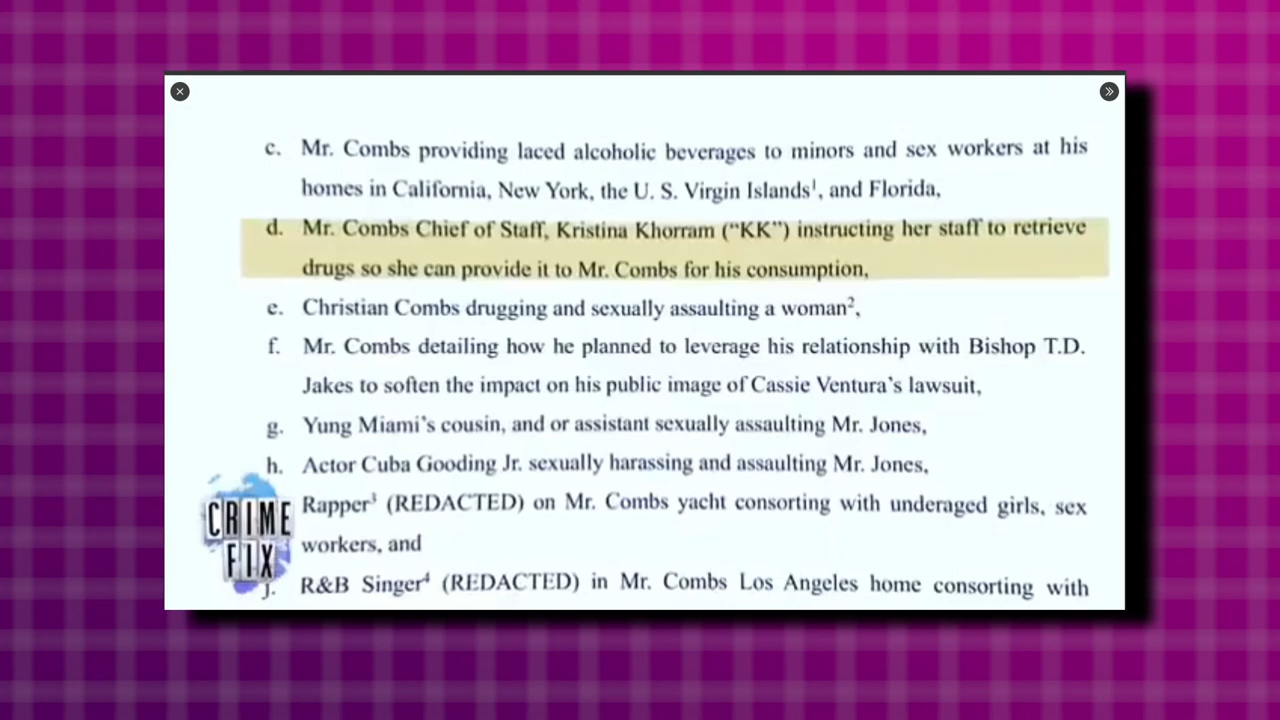 c. Mr. Combs providing laced alcoholic beverages to minors and sex workers at his
homes in California, New York, the U. S. Virgin Islands¹, and Florida,
d. Mr. Combs Chief of Staff, Kristina Khorram (“KK”) instructing her staff to retrieve
drugs so she can provide it to Mr. Combs for his consumption,
e. Christian Combs drugging and sexually assaulting a woman²,
f. Mr. Combs detailing how he planned to leverage his relationship with Bishop T.D.
Jakes to soften the impact on his public image of Cassie Ventura’s lawsuit,
g. Yung Miami’s cousin, and or assistant sexually assaulting Mr. Jones,
h. Actor Cuba Gooding Jr. sexually harassing and assaulting Mr. Jones,
Rapper³ (REDACTED) on Mr. Combs yacht consorting with underaged girls, sex
workers, and
j. R&B Singer⁴ (REDACTED) in Mr. Combs Los Angeles home consorting with
CRIME
FIX